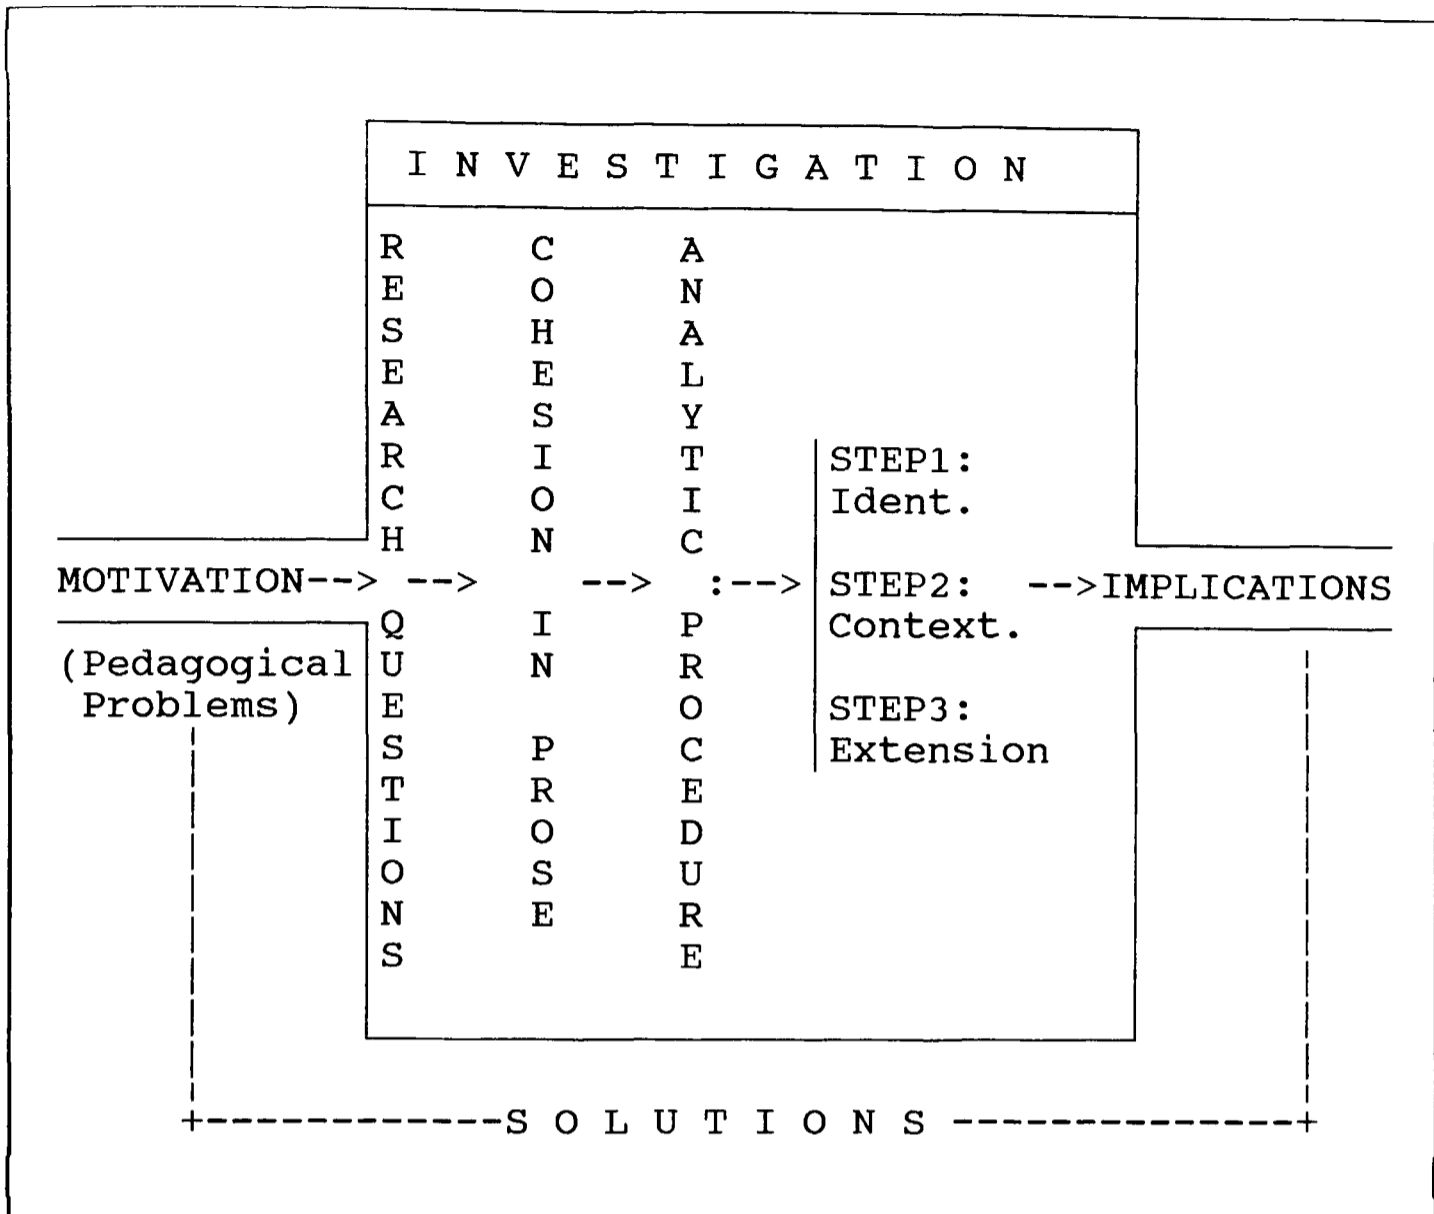 I N V E S T I G A T I O N
RESEARCH QUESTIONS
COHESION IN PROSE
ANALYTIC PROCEDURE
MOTIVATION--> --> --> :-->
(Pedagogical
Problems)
STEP1:
Ident.
STEP2:
Context.
STEP3:
Extension
-->IMPLICATIONS
+------------S O L U T I O N S --------------+